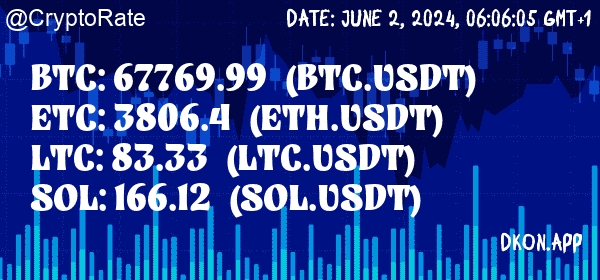 @CryptoRate
DATE: JUNE 2, 2024, 06:06:05 GMT+1
BTC: 67769.99 (BTC.USDT)
ETC: 3806.4 (ETH.USDT)
LTC: 83.33 (LTC.USDT)
SOL: 166.12 (SOL.USDT)
DKON.APP